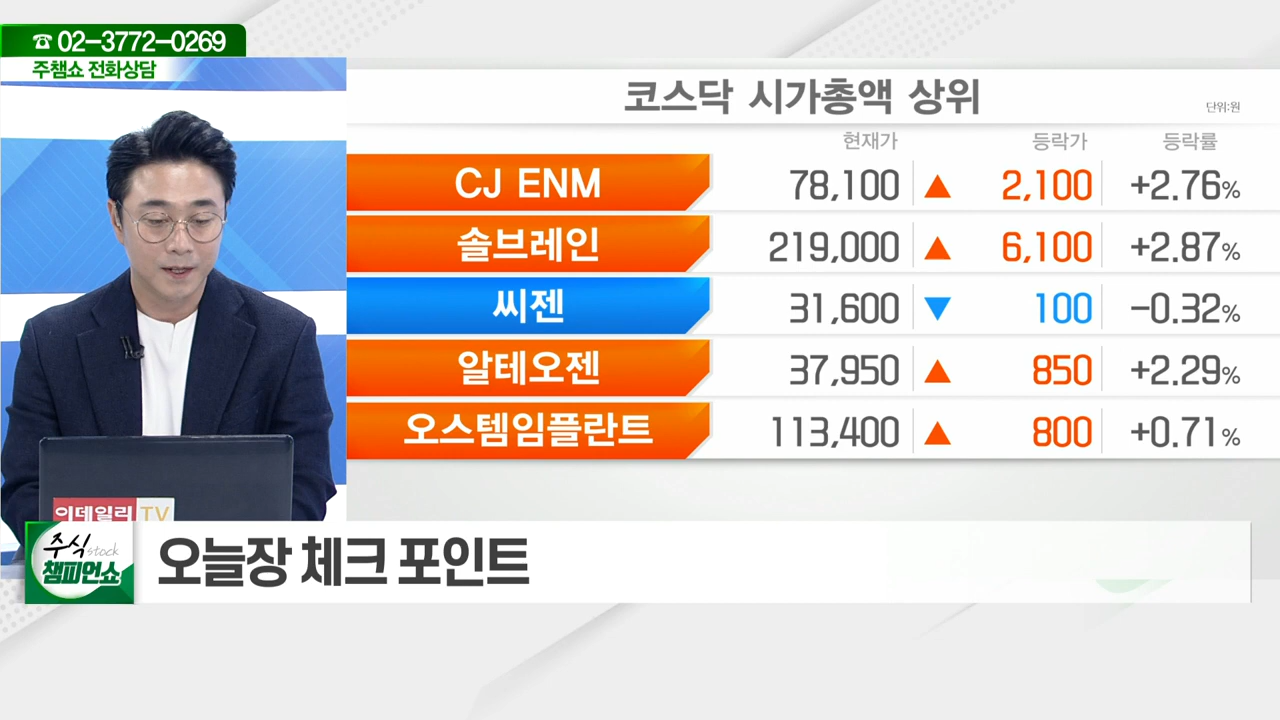 ☎ 02-3772-0269
주챔쇼 전화상담
코스닥 시가총액 상위
단위:원
현재가 등락가 등락률
CJ ENM 78,100 ▲ 2,100 +2.76%
솔브레인 219,000 ▲ 6,100 +2.87%
씨젠 31,600 ▼ 100 -0.32%
알테오젠 37,950 ▲ 850 +2.29%
오스템임플란트 113,400 ▲ 800 +0.71%
이데일리 TV
주식 stock
챔피언쇼
오늘장 체크 포인트